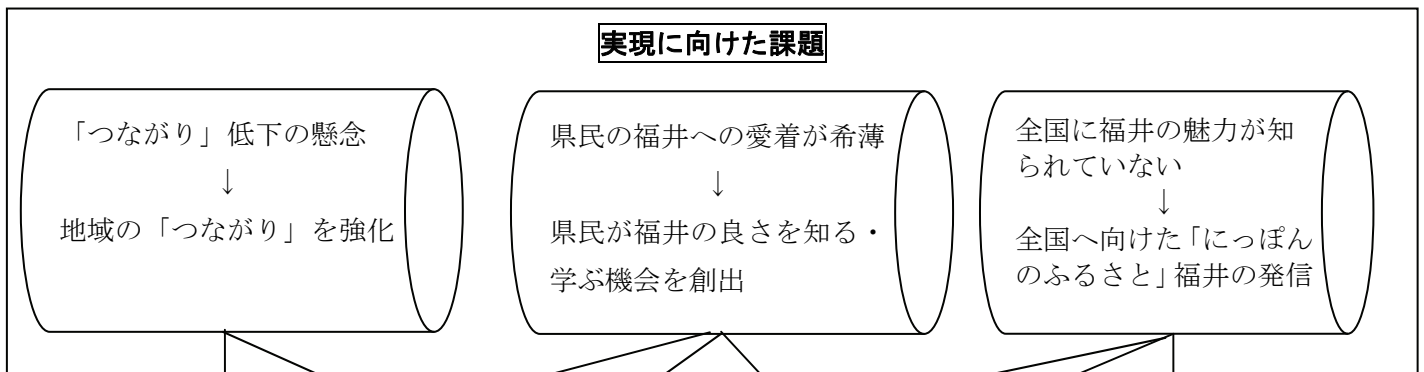 実現に向けた課題
「つながり」低下の懸念
↓
地域の「つながり」を強化
県民の福井への愛着が希薄
↓
県民が福井の良さを知る・
学ぶ機会を創出
全国に福井の魅力が知
られていない
↓
全国へ向けた「にっぽん
のふるさと」福井の発信